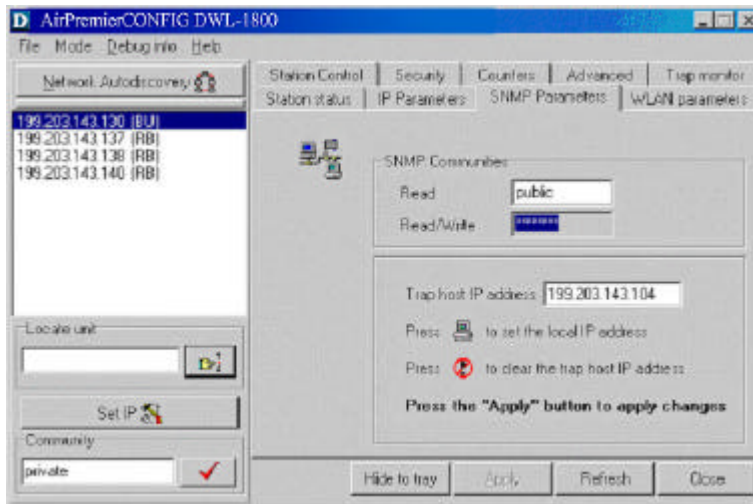 D AirPremierCONFIG DWL-1800
File Mode Debug info Help
Network Autodiscovery
199.203.143.130 (BU)
199.203.143.137 (RB)
199.203.143.138 (RB)
199.203.143.140 (RB)
Locate unit
Set IP
Community
private
Station Control Security Counters Advanced Trap monitor
Station status IP Parameters SNMP Parameters WLAN parameters
SNMP Communities
Read public
Read/Write *******
Trap host IP address 199.203.143.104
Press to set the local IP address
Press to clear the trap host IP address
Press the "Apply" button to apply changes
Hide to tray Apply Refresh Close